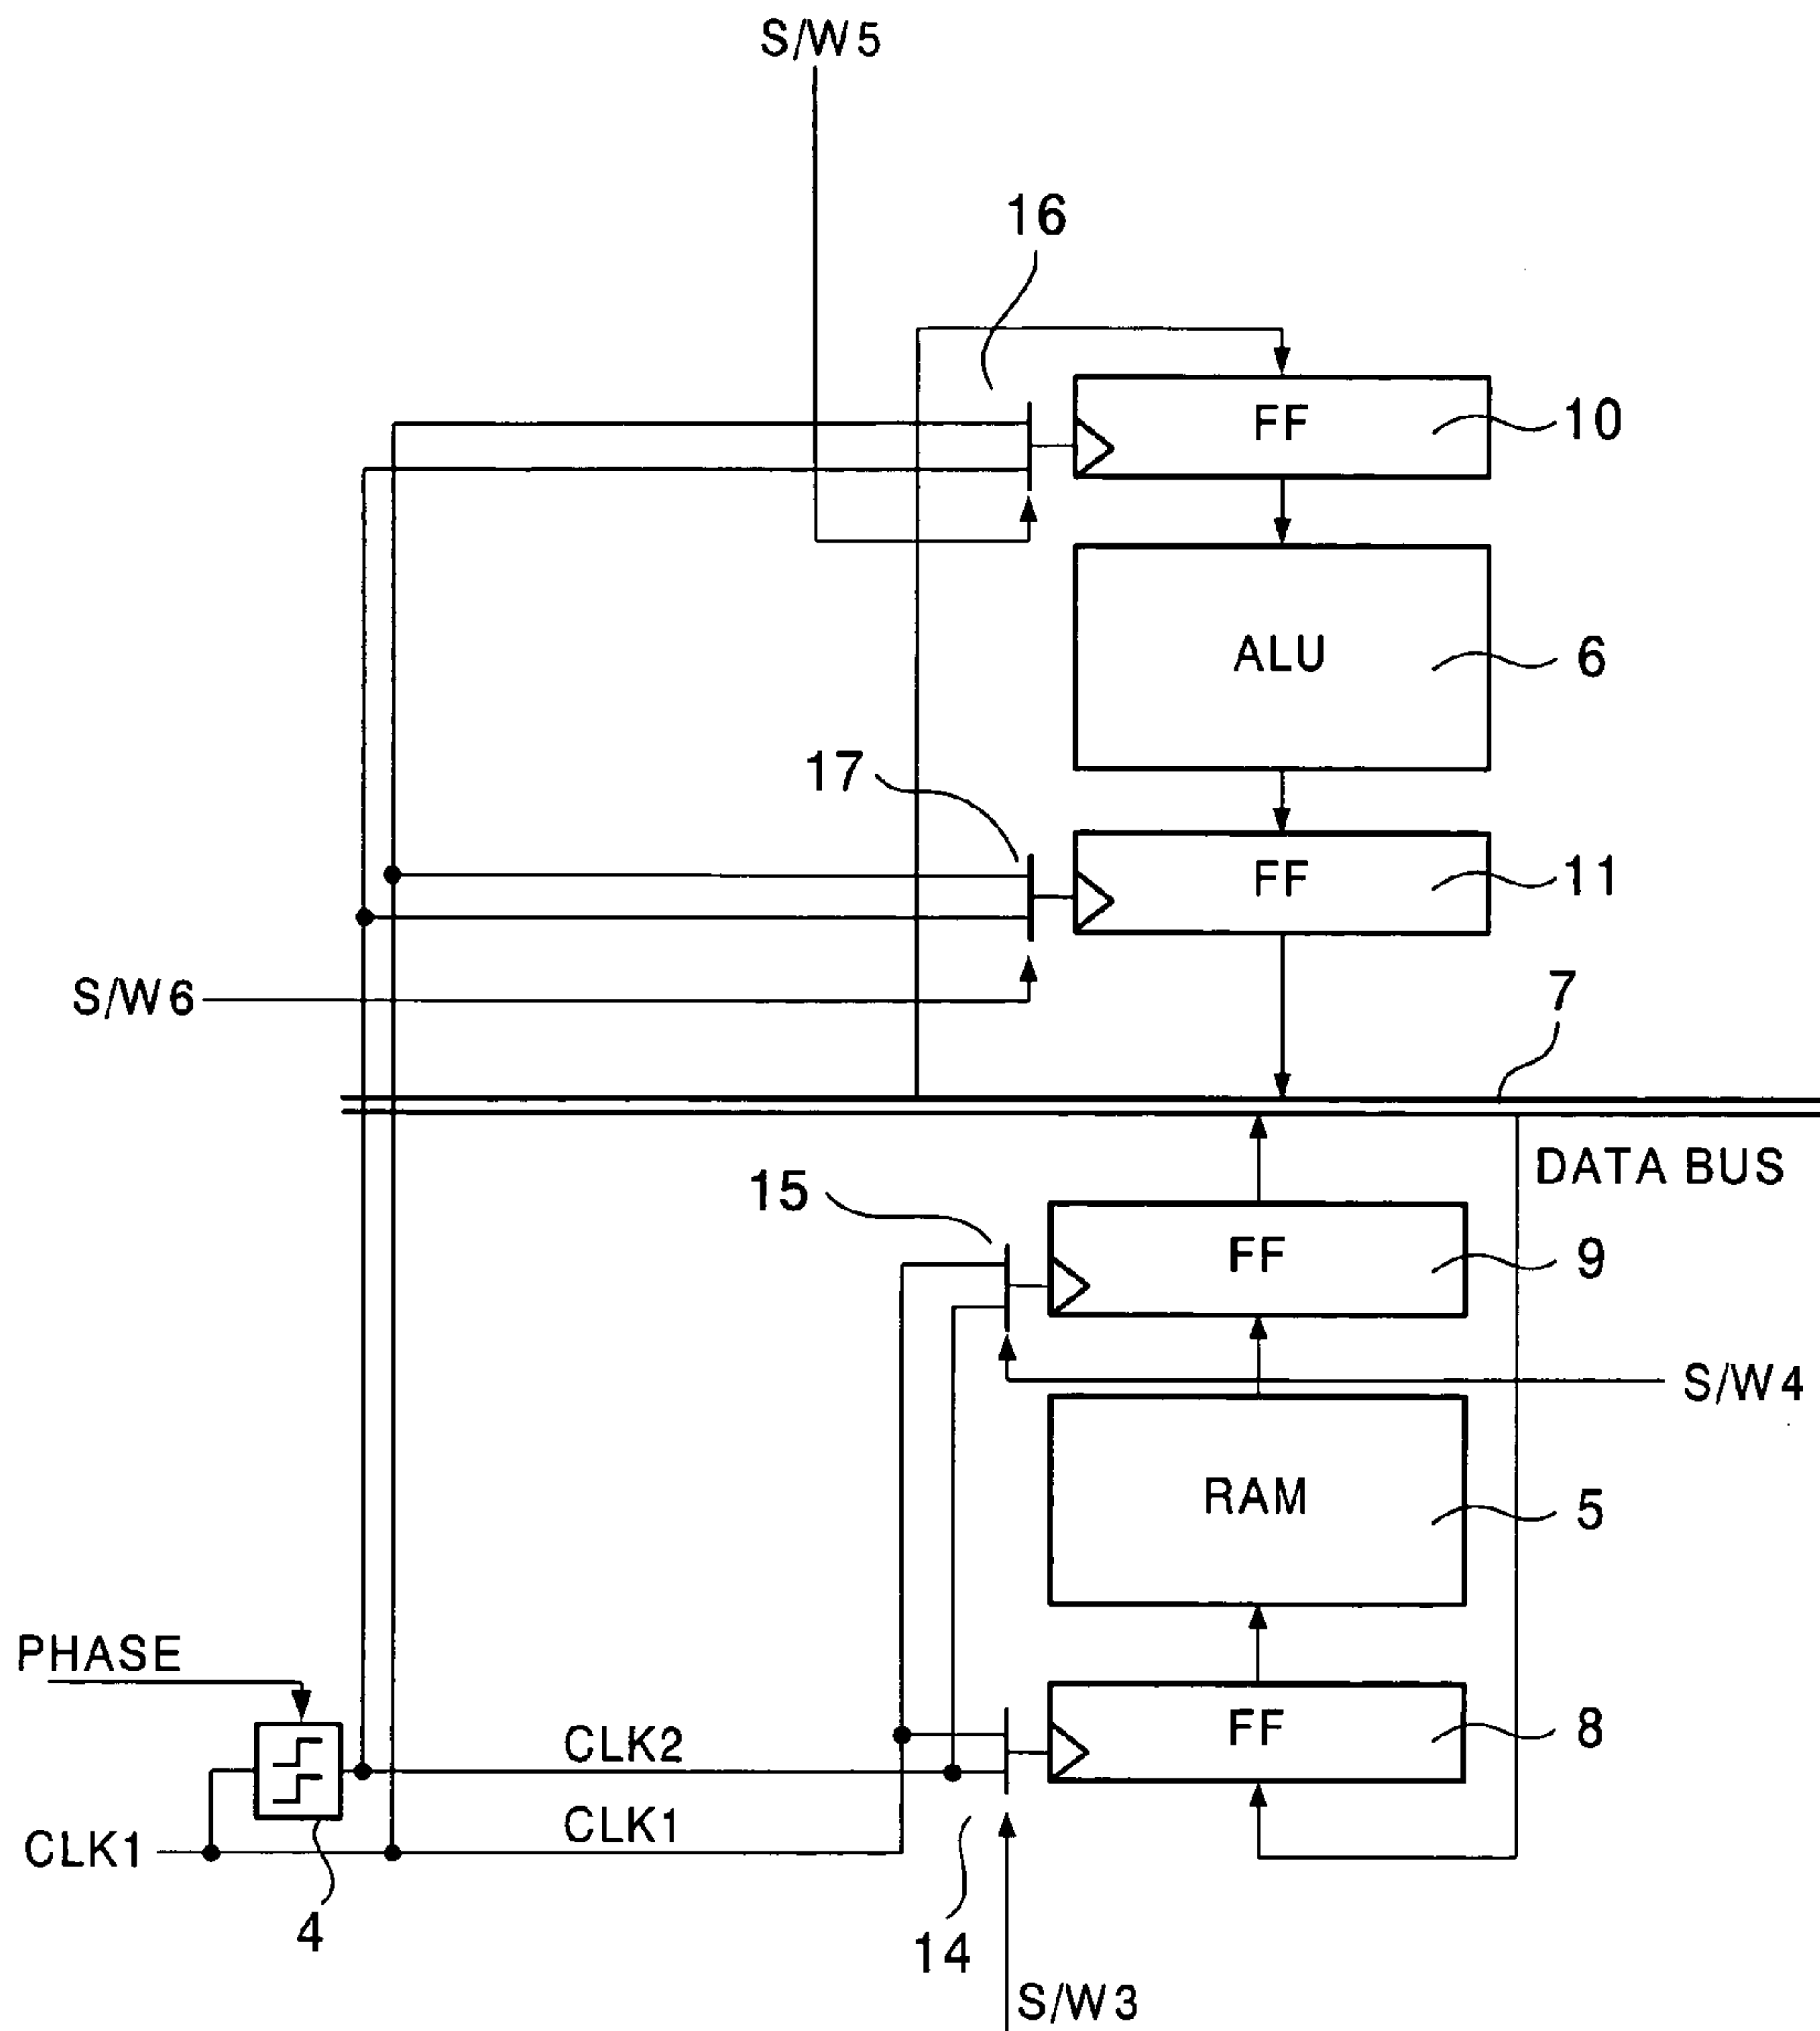 S/W5
16
FF
10
ALU
6
17
FF
11
S/W6
7
DATA BUS
15
FF
9
S/W4
RAM
5
PHASE
FF
8
CLK2
CLK1
CLK1
4
14
S/W3